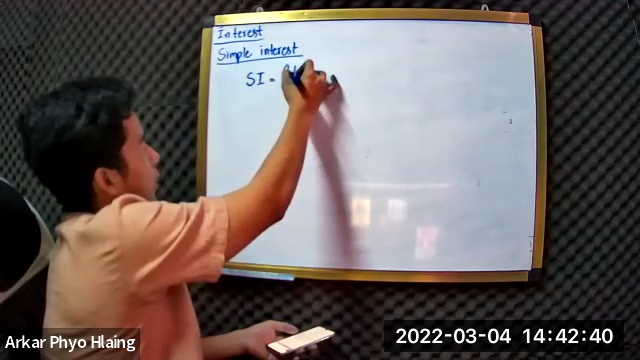 Interest
Simple interest
SI =
Arkar Phyo Hlaing
2022-03-04 14:42:40